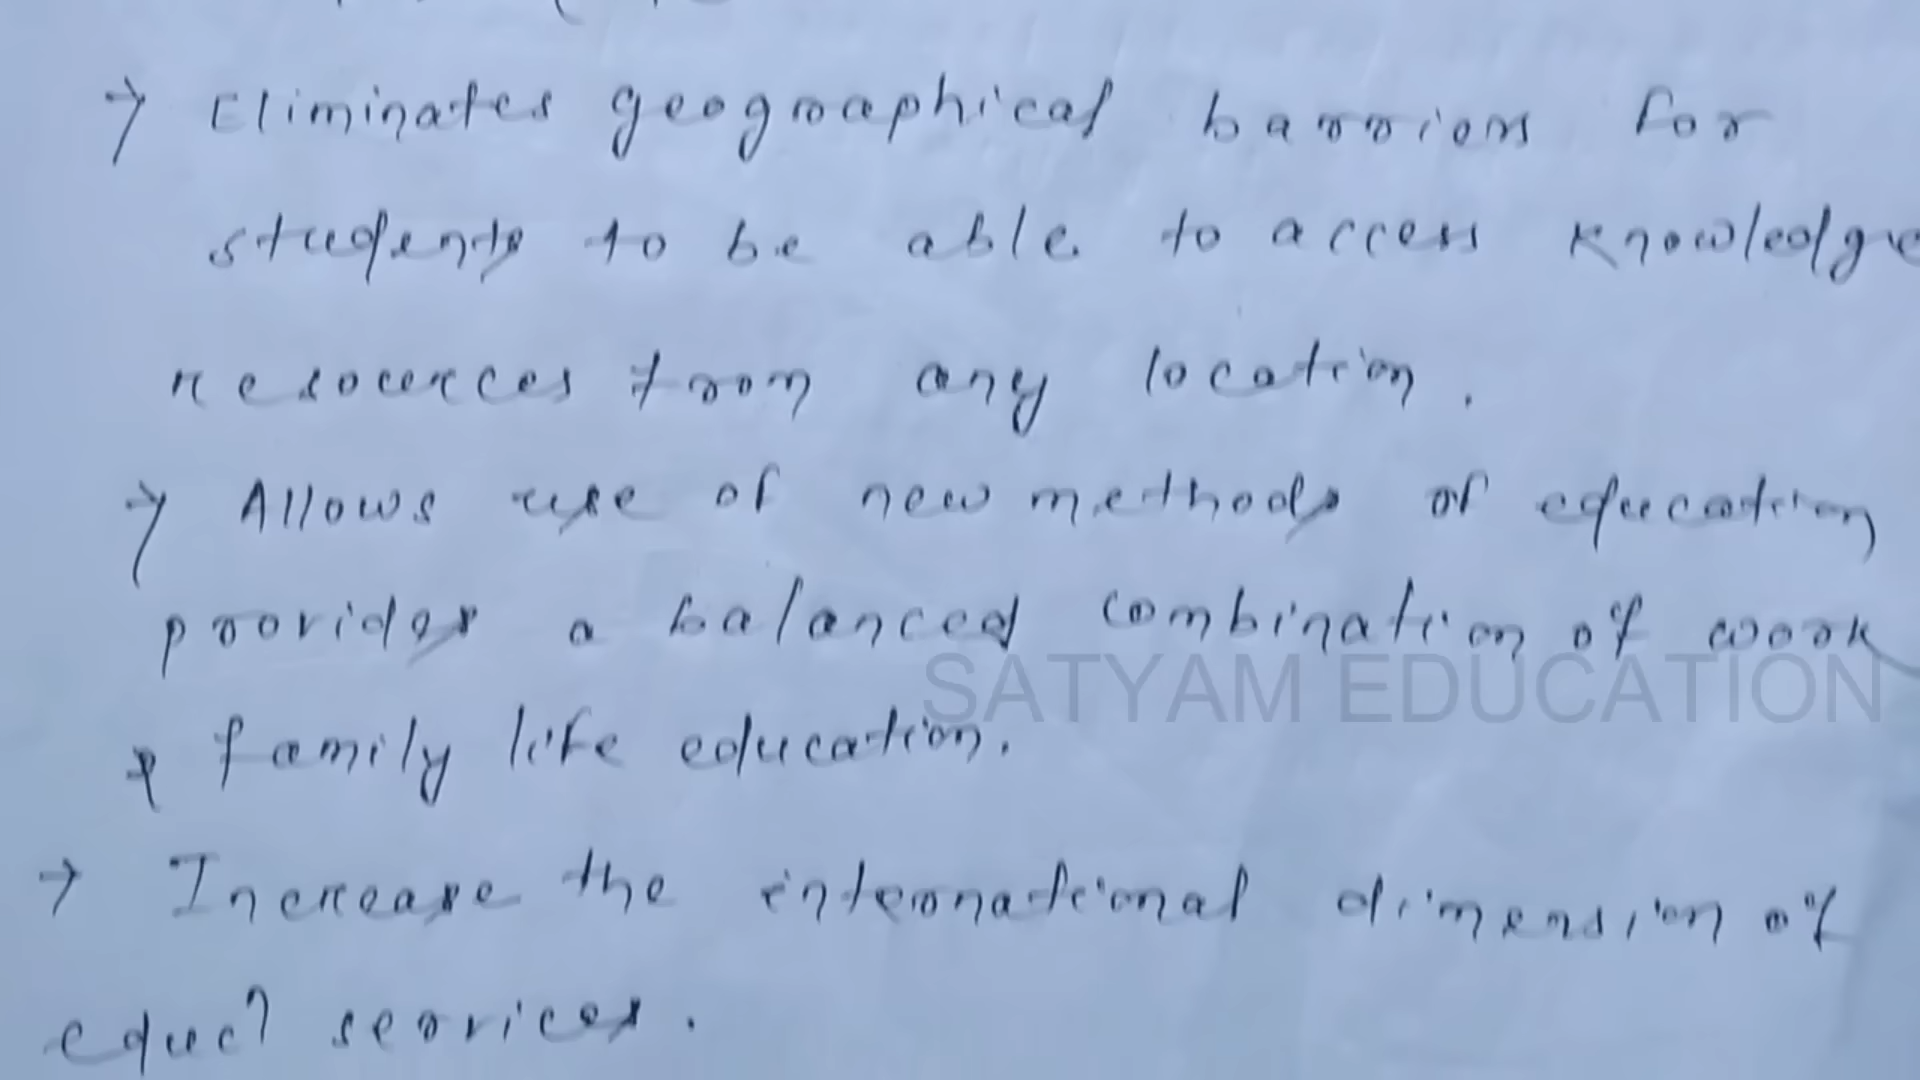 → Eliminates geographical barriers for
students to be able to access knowledge
resources from any location.
→ Allows use of new methods of education
provides a balanced combination of work
SATYAM EDUCATION
& family life education.
→ Increase the international dimension of
educⁿ services.